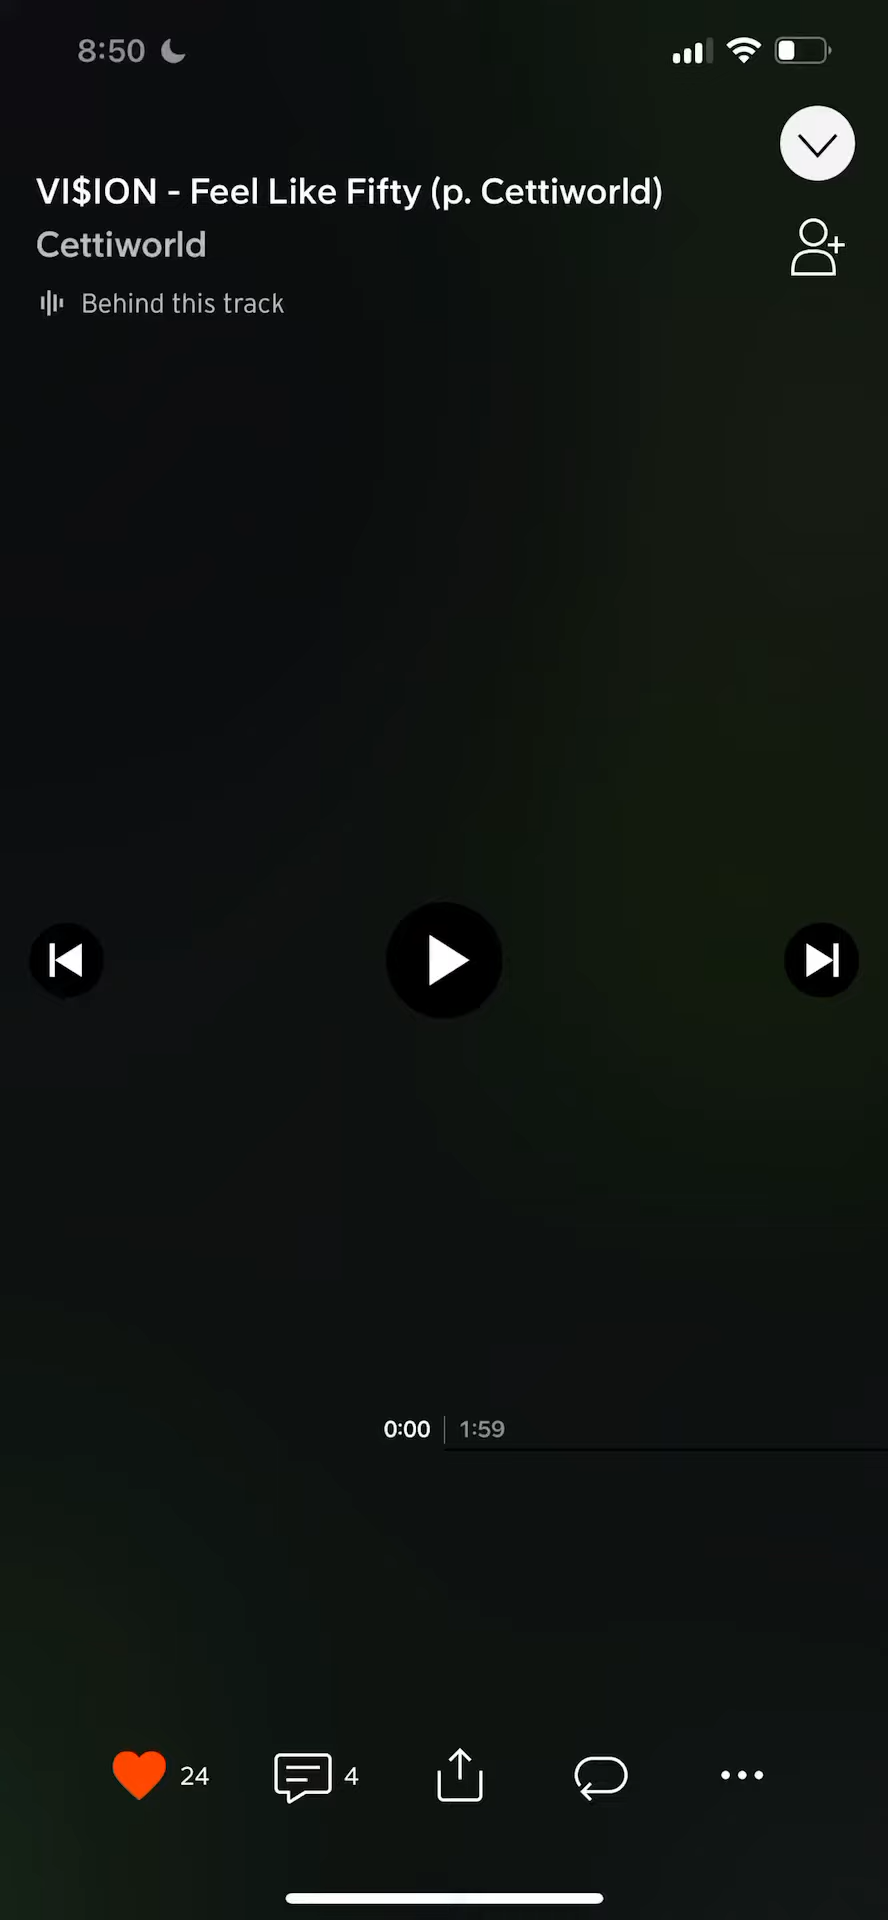 8:50
VI$ION - Feel Like Fifty (p. Cettiworld)
Cettiworld
Behind this track
0:00 1:59
24 4